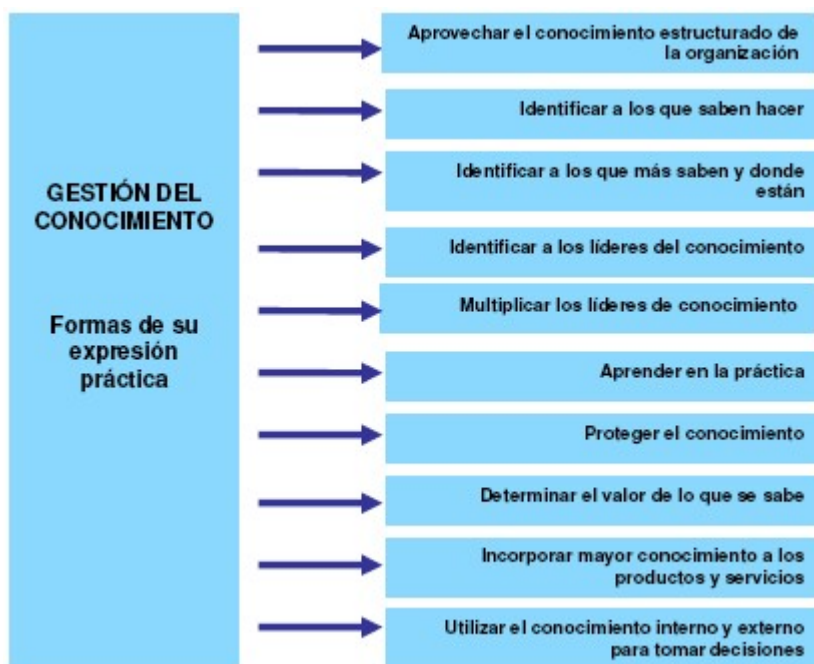 GESTIÓN DEL
CONOCIMIENTO
Formas de su
expresión
práctica
Aprovechar el conocimiento estructurado de
la organización
Identificar a los que saben hacer
Identificar a los que más saben y donde
están
Identificar a los líderes del conocimiento
Multiplicar los líderes de conocimiento
Aprender en la práctica
Proteger el conocimiento
Determinar el valor de lo que se sabe
Incorporar mayor conocimiento a los
productos y servicios
Utilizar el conocimiento interno y externo
para tomar decisiones